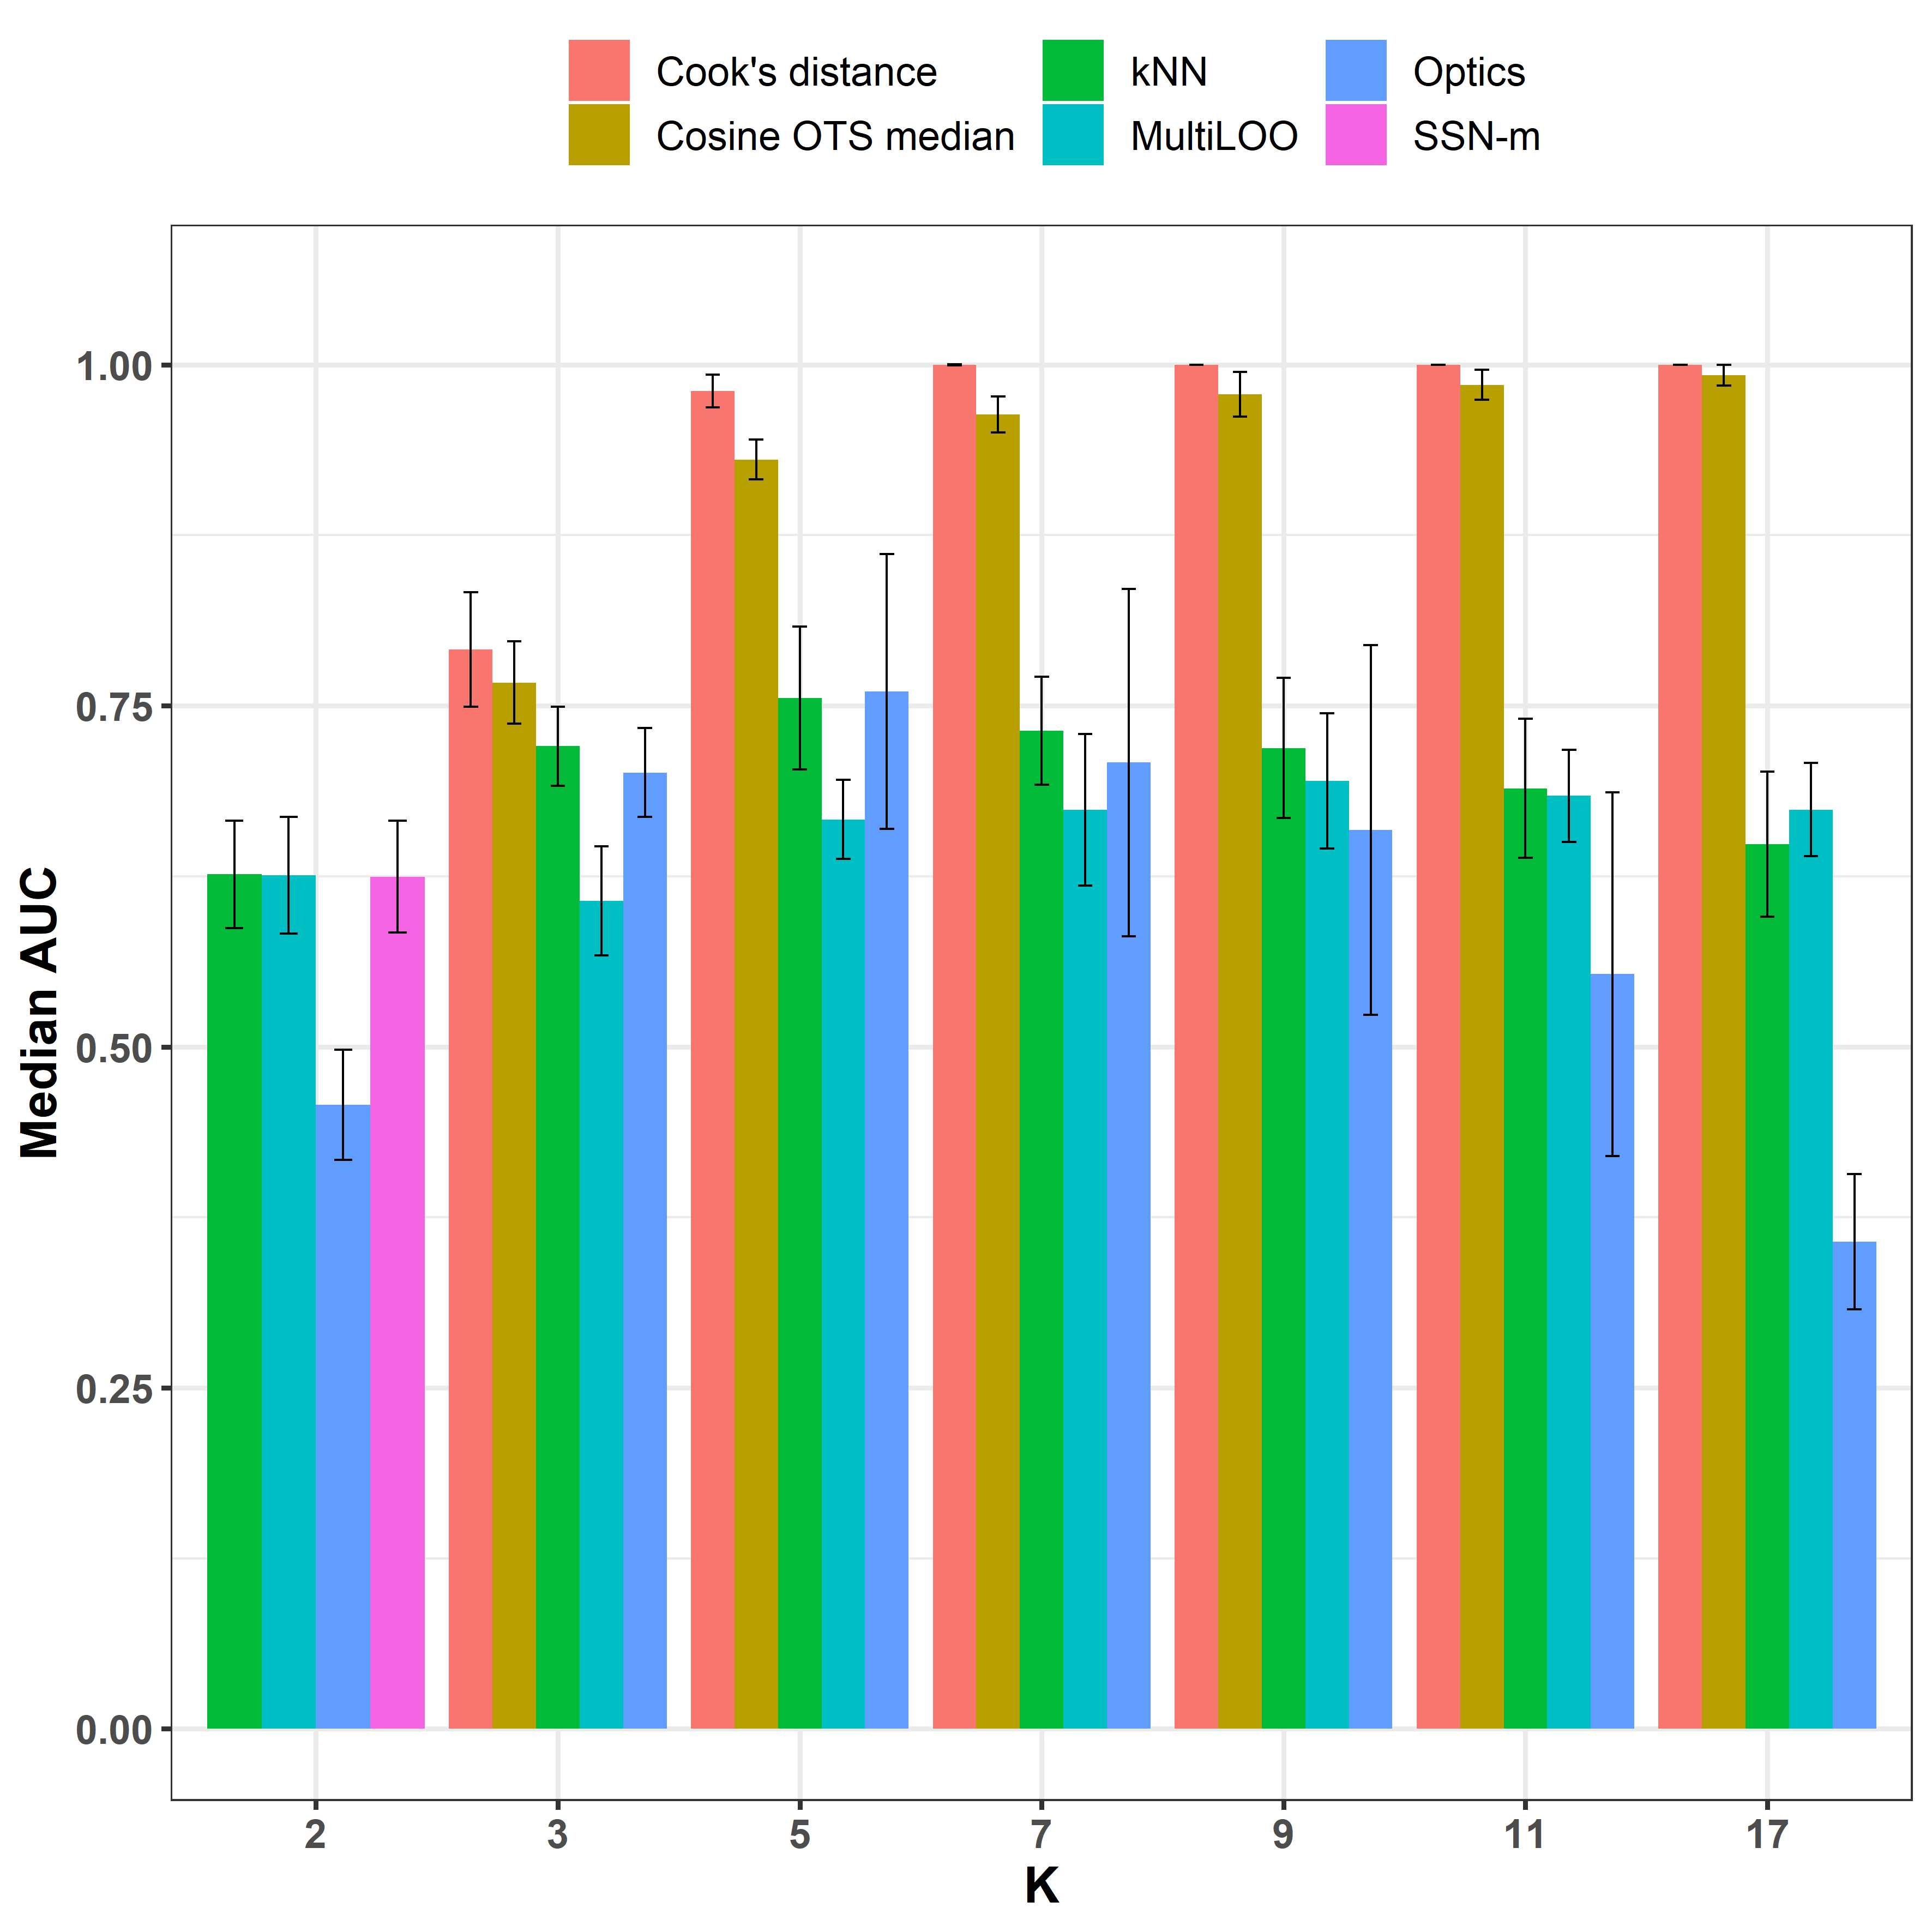 Cook's distance
kNN
Optics
Cosine OTS median
MultiLOO
SSN-m
1.00
0.75
0.50
0.25
0.00
Median AUC
2
3
5
7
9
11
17
K